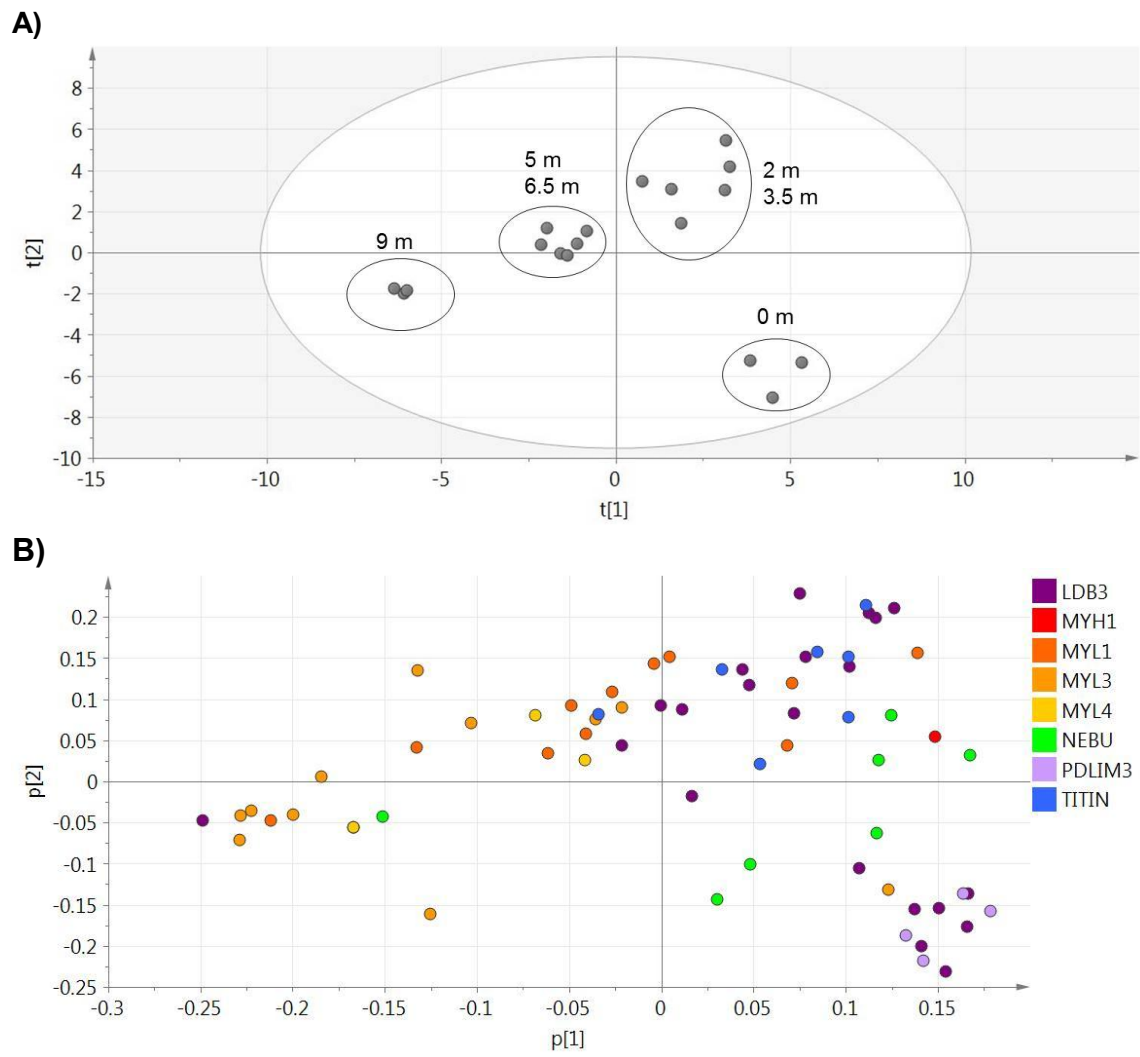 A)
8
6
4
2
0
-2
-4
-6
-8
-10
t[2]
5 m
6.5 m
2 m
3.5 m
9 m
0 m
-15
-10
-5
0
5
10
t[1]
B)
0.2
0.15
0.1
0.05
0
-0.05
-0.1
-0.15
-0.2
-0.25
p[2]
-0.3
-0.25
-0.2
-0.15
-0.1
-0.05
0
0.05
0.1
0.15
p[1]
LDB3
MYH1
MYL1
MYL3
MYL4
NEBU
PDLIM3
TITIN